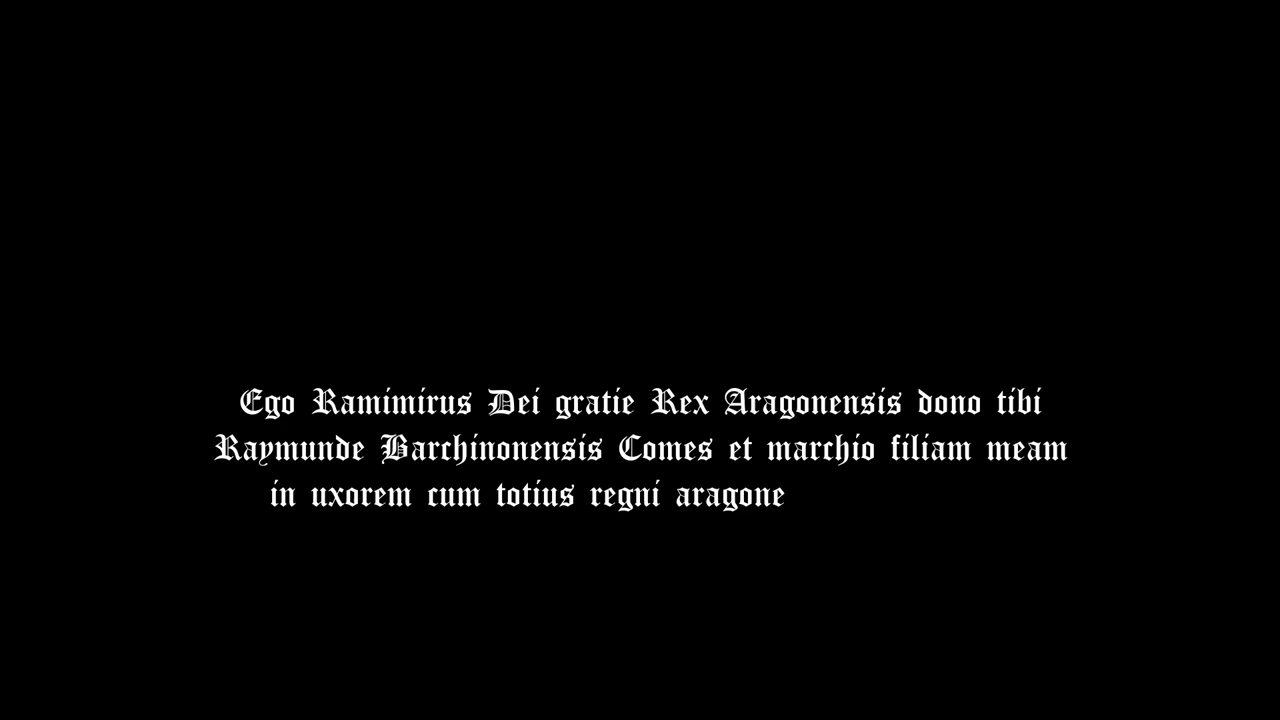 Ego Ramimirus Dei gratie Rex Aragonensis dono tibi
Raymunde Barchinonensis Comes et marchio filiam meam
in uxorem cum totius regni aragone